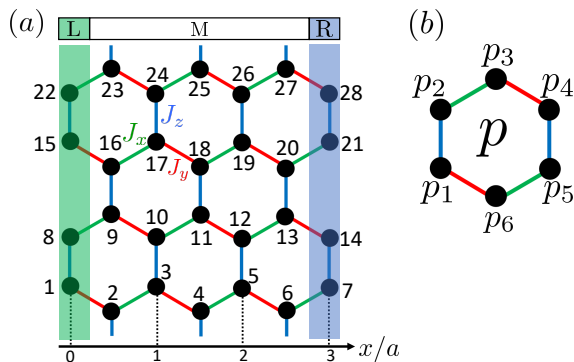 (a) L M R
22 23 24 25 26 27 28
J_x J_z
15 16 17 18 19 20 21
J_y
8 9 10 11 12 13 14
1 2 3 4 5 6 7
0 1 2 3 x/a
(b)
p_3
p_2 p_4
p
p_1 p_5
p_6